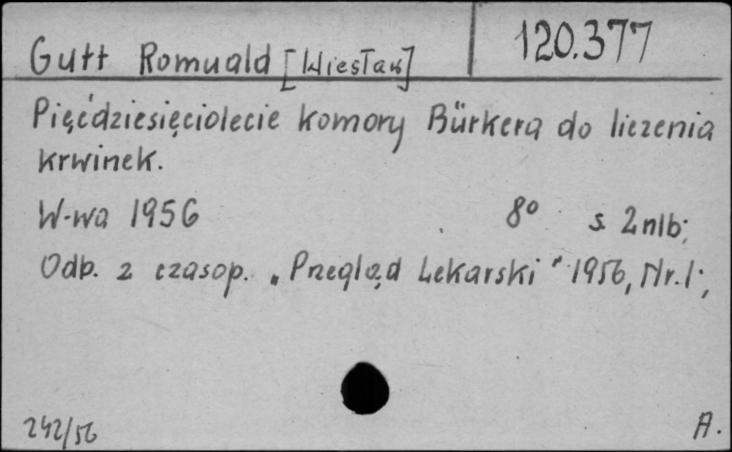 Gutt Romuald [Wiesław]
120.377
Pięćdziesięciolecie komory Bürkera do liczenia
krwinek.
W-wa 1956
8° s. 2nlb;
Odb. z czasop. „Przegląd Lekarski" 1956, Nr. 1;
242/56
A.